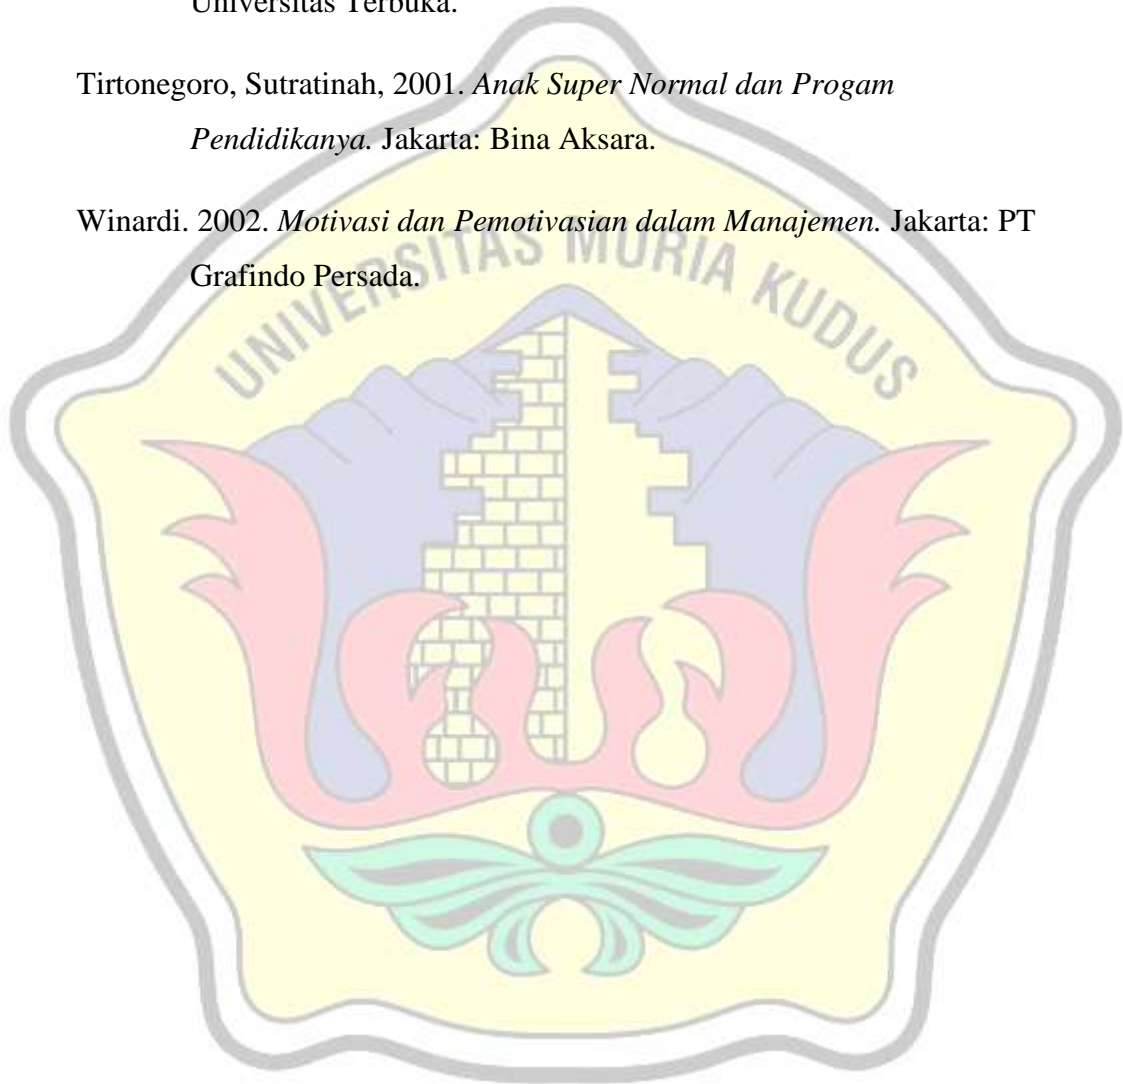 Universitas Terbuka.
Tirtonegoro, Sutratinah, 2001. Anak Super Normal dan Progam
Pendidikanya. Jakarta: Bina Aksara.
Winardi. 2002. Motivasi dan Pemotivasian dalam Manajemen. Jakarta: PT
Grafindo Persada.
UNIVERSITAS MURIA KUDUS